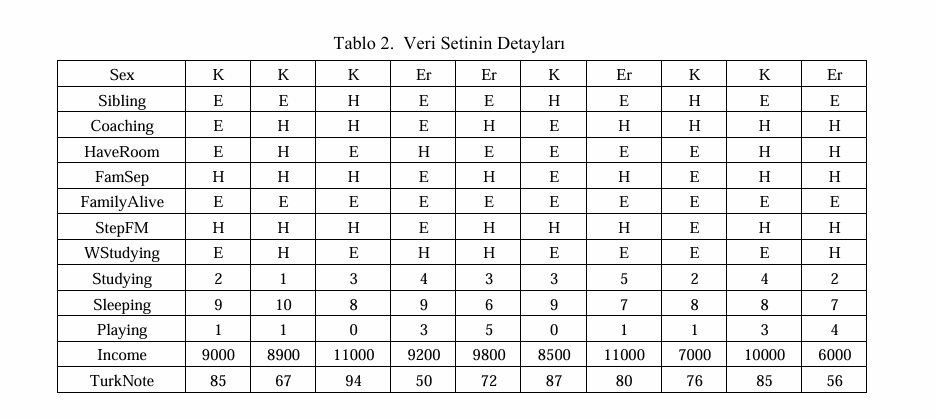 Tablo 2. Veri Setinin Detayları
Sex K K K Er Er K Er K K Er
Sibling E E H E E H E H E E
Coaching E H H E H E H H H H
HaveRoom E H E H E E E E H H
FamSep H H H E H E H E H H
FamilyAlive E E E E E E E E E E
StepFM H H H E H H H E H H
WStudying E H E H H E E E E H
Studying 2 1 3 4 3 3 5 2 4 2
Sleeping 9 10 8 9 6 9 7 8 8 7
Playing 1 1 0 3 5 0 1 1 3 4
Income 9000 8900 11000 9200 9800 8500 11000 7000 10000 6000
TurkNote 85 67 94 50 72 87 80 76 85 56